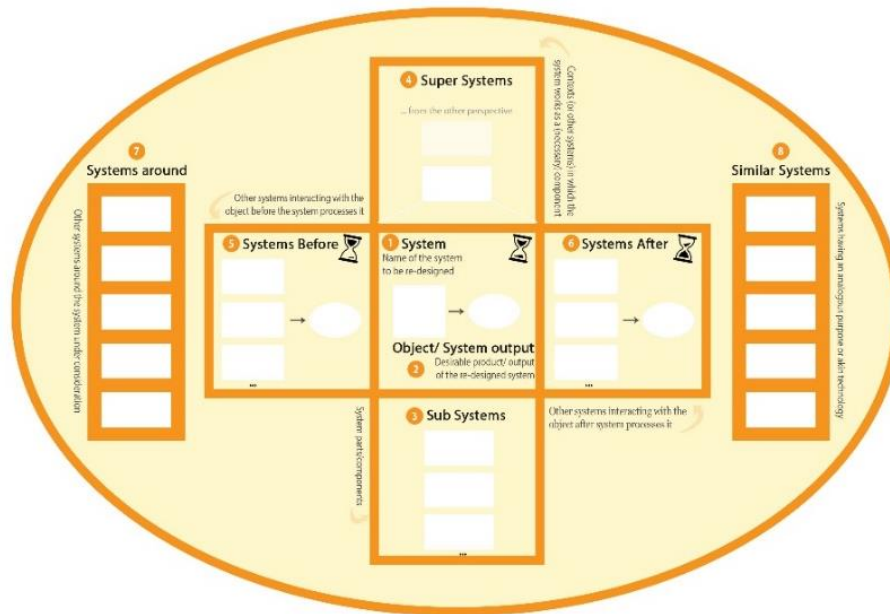 4 Super Systems
... from the other perspective
Contexts (or other systems) in which the
system works as a (necessary) component
7
Systems around
Other systems around the system under consideration
8
Similar Systems
Systems having an analogous purpose or akin technology
Other systems interacting with the
object before the system processes it
5 Systems Before
...
1 System
Name of the system
to be re-designed
Object/ System output
2 Desirable product/ output
of the re-designed system
6 Systems After
...
Other systems interacting with the
object after system processes it
3 Sub Systems
System parts/components
...